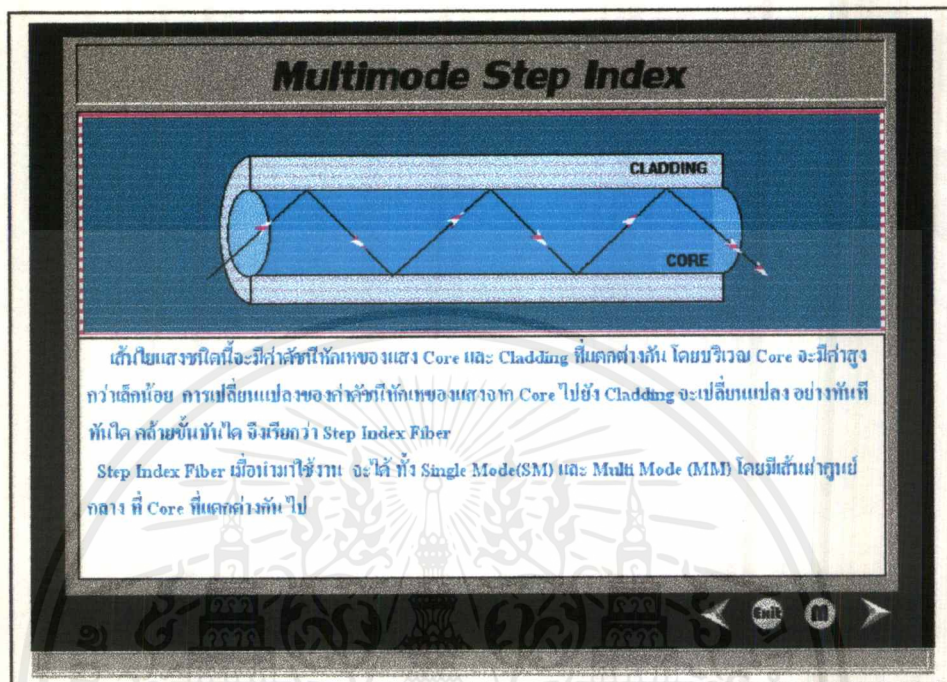 Multimode Step Index
CLADDING
CORE
เส้นใยแสงชนิดนี้จะมีค่าดัชนีหักเหของแสง Core และ Cladding ที่แตกต่างกัน โดยบริเวณ Core จะมีค่าสูง
กว่าเล็กน้อย การเปลี่ยนแปลงของค่าดัชนีหักเหของแสงจาก Core ไปยัง Cladding จะเปลี่ยนแปลง อย่างทันที
ทันใด คล้ายขั้นบันได จึงเรียกว่า Step Index Fiber
Step Index Fiber เมื่อนำมาใช้งาน จะได้ ทั้ง Single Mode(SM) และ Multi Mode (MM) โดยมีเส้นผ่าศูนย์
กลาง ที่ Core ที่แตกต่างกัน ไป
Exit M